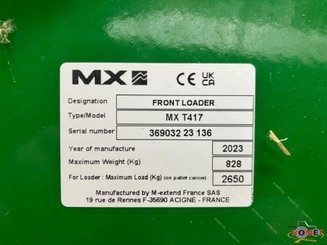 MX CE UK CA
Designation FRONT LOADER
Type/Model MX T417
Serial number 369032 23 136
Year of manufacture 2023
Maximum Weight (Kg) 828
For Loader: Maximum Load (Kg) (on pallet carrier) 2650
Manufactured by M-extend France SAS
19 rue de Rennes F-35690 ACIGNE - FRANCE